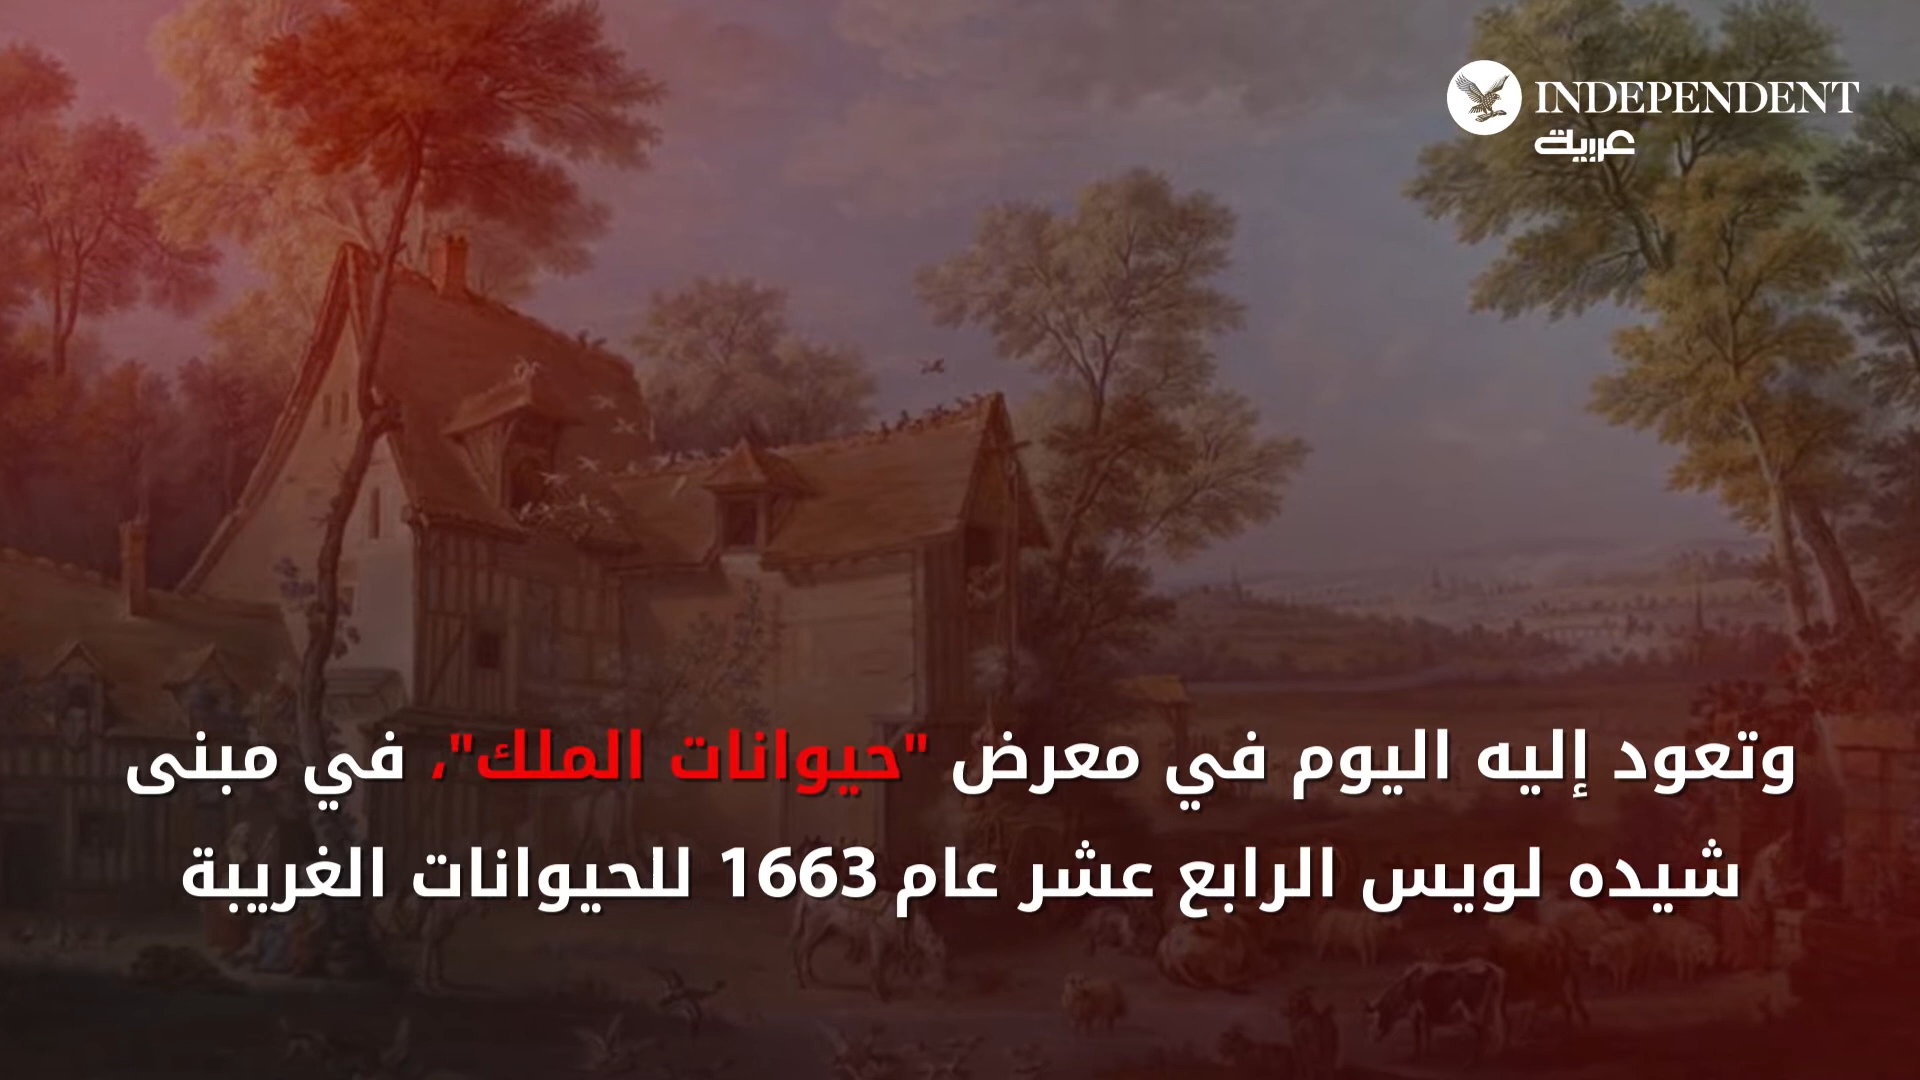 INDEPENDENT
عربية
وتعود إليه اليوم في معرض "حيوانات الملك"، في مبنى
شيده لويس الرابع عشر عام 1663 للحيوانات الغريبة